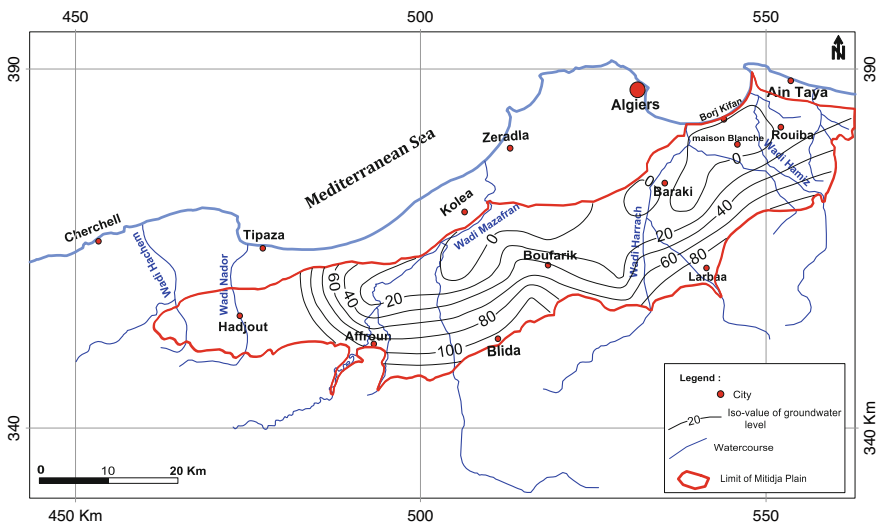 450
500
550
390
N
390
Ain Taya
Algiers
Borj Kifan
Rouiba
maison Blanche
Zeradla
0
Wadi Hamiz
Mediterranean Sea
0
Baraki
Kolea
40
Cherchell
Wadi Mazafran
20
Tipaza
0
Wadi Hachem
Wadi Harrach
Boufarik
60
80
Wadi Nador
Larbaa
60
40
20
Hadjout
80
Affroun
100
Blida
Legend :
City
20
Iso-value of groundwater
level
Watercourse
Limit of Mitidja Plain
340
340 Km
0
10
20 Km
450 Km
500
550